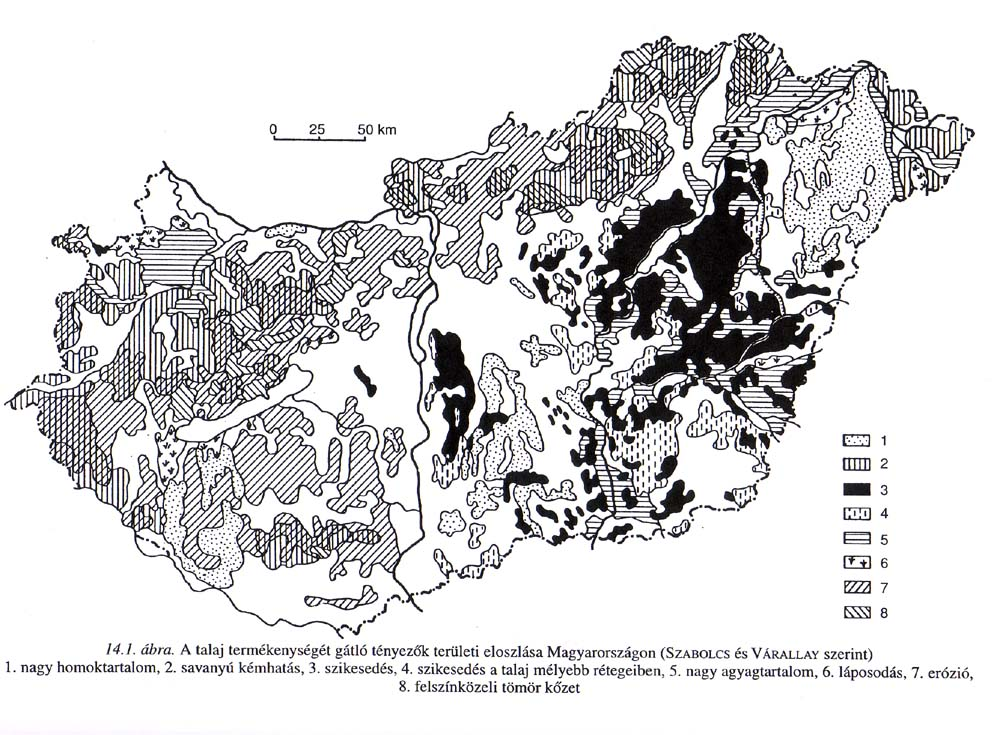 0 25 50 km
1
2
3
4
5
6
7
8
14.1. ábra. A talaj termékenységét gátló tényezők területi eloszlása Magyarországon (SZABOLCS és VÁRALLAY szerint)
1. nagy homoktartalom, 2. savanyú kémhatás, 3. szikesedés, 4. szikesedés a talaj mélyebb rétegeiben, 5. nagy agyagtartalom, 6. láposodás, 7. erózió,
8. felszínközeli tömör kőzet